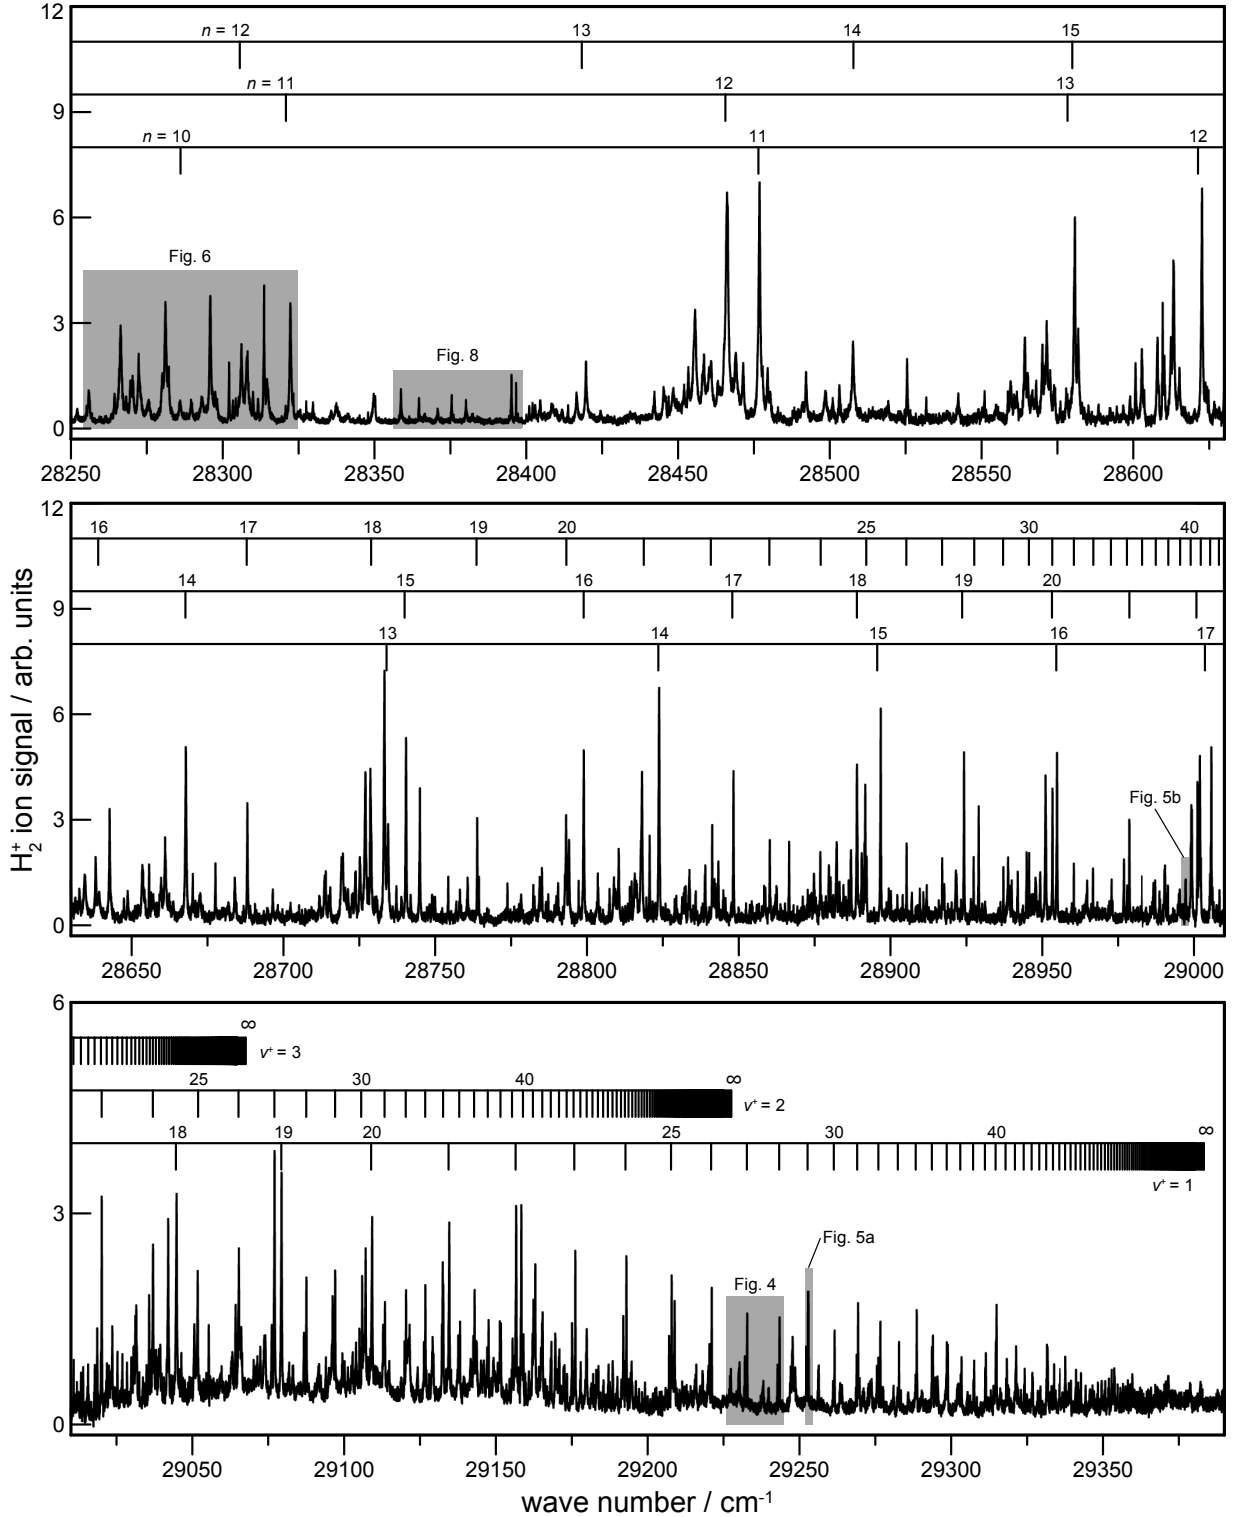 12
n = 12 13 14 15
n = 11 12 13
9
n = 10 11 12
6
Fig. 6
3
Fig. 8
0
28250 28300 28350 28400 28450 28500 28550 28600
12
16 17 18 19 20 25 30 40
14 15 16 17 18 19 20
9
13 14 15 16 17
6
Fig. 5b
3
0
28650 28700 28750 28800 28850 28900 28950 29000
H2+ ion signal / arb. units
6
∞
v+ = 3
25 30 40 ∞
v+ = 2
18 19 20 25 30 40 ∞
v+ = 1
3
Fig. 5a
Fig. 4
0
29050 29100 29150 29200 29250 29300 29350
wave number / cm-1